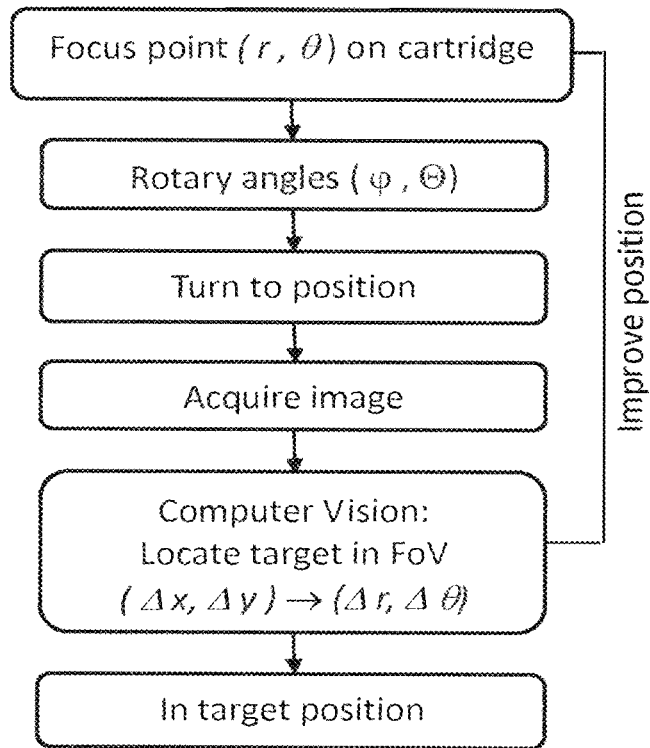 Focus point (r, θ) on cartridge
Rotary angles (φ, Θ)
Turn to position
Acquire image
Computer Vision:
Locate target in FoV
(Δx, Δy) → (Δr, Δθ)
In target position
Improve position